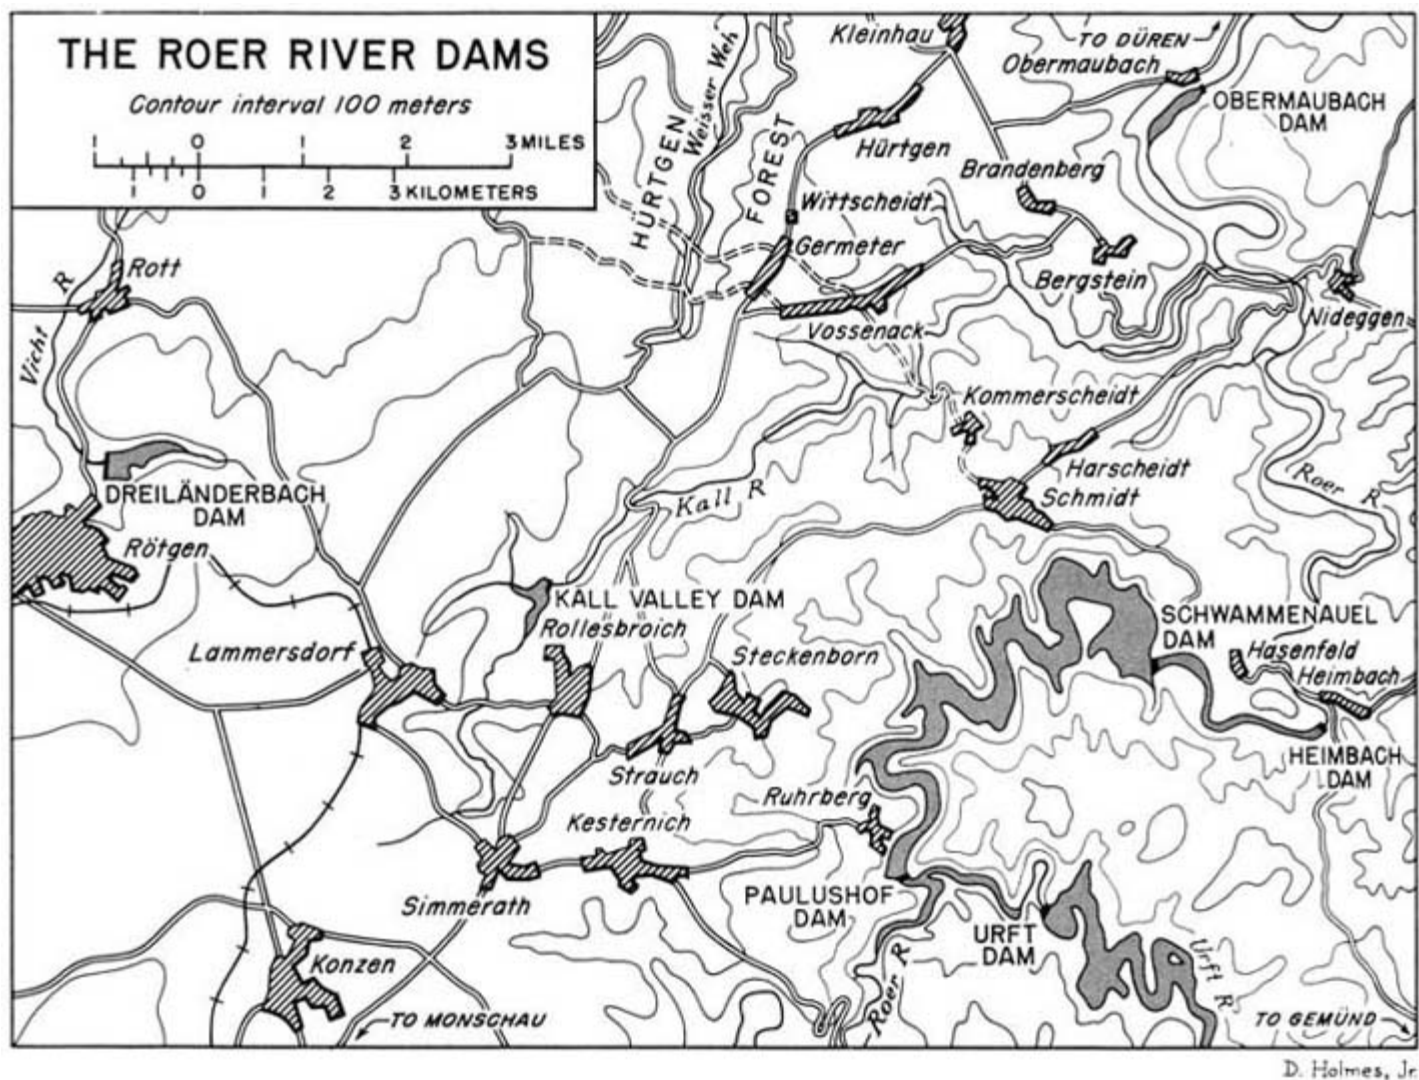 THE ROER RIVER DAMS
Contour interval 100 meters
1 0 1 2 3 MILES
1 0 1 2 3 KILOMETERS
Kleinhau
TO DÜREN
Obermaubach
OBERMAUBACH
DAM
Weisser Weh
HÜRTGEN
FOREST
Hürtgen
Brandenberg
Wittscheidt
Germeter
Bergstein
Nideggen
Vossenack
Rott
Vicht R
Kommerscheidt
Harscheidt
Schmidt
Roer R
Kall R
DREILÄNDERBACH
DAM
Rötgen
KALL VALLEY DAM
Rollesbroich
Lammersdorf
Steckenborn
SCHWAMMENAUEL
DAM
Hasenfeld
Heimbach
HEIMBACH
DAM
Strauch
Ruhrberg
Kesternich
Simmerath
PAULUSHOF
DAM
URFT
DAM
Urft R
Roer R
Konzen
TO MONSCHAU
TO GEMÜND
D. Holmes, Jr.